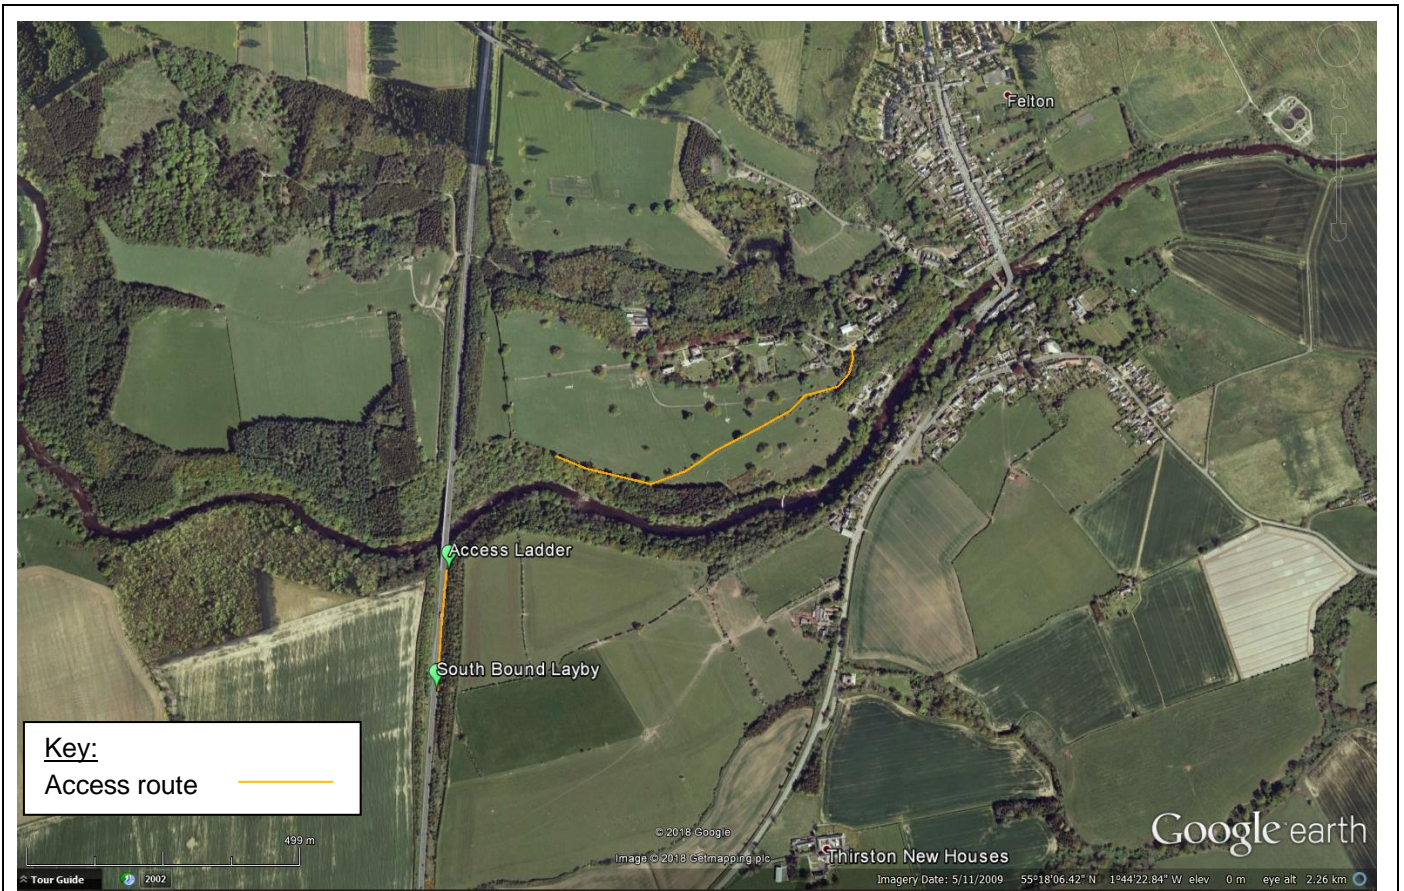 Felton
Access Ladder
South Bound Layby
Key:
Access route
499 m
© 2018 Google
Image © 2018 Getmapping plc
Google earth
Thirston New Houses
Tour Guide
2002
Imagery Date: 5/11/2009 55°18'06.42" N 1°44'22.84" W elev 0 m eye alt 2.26 km